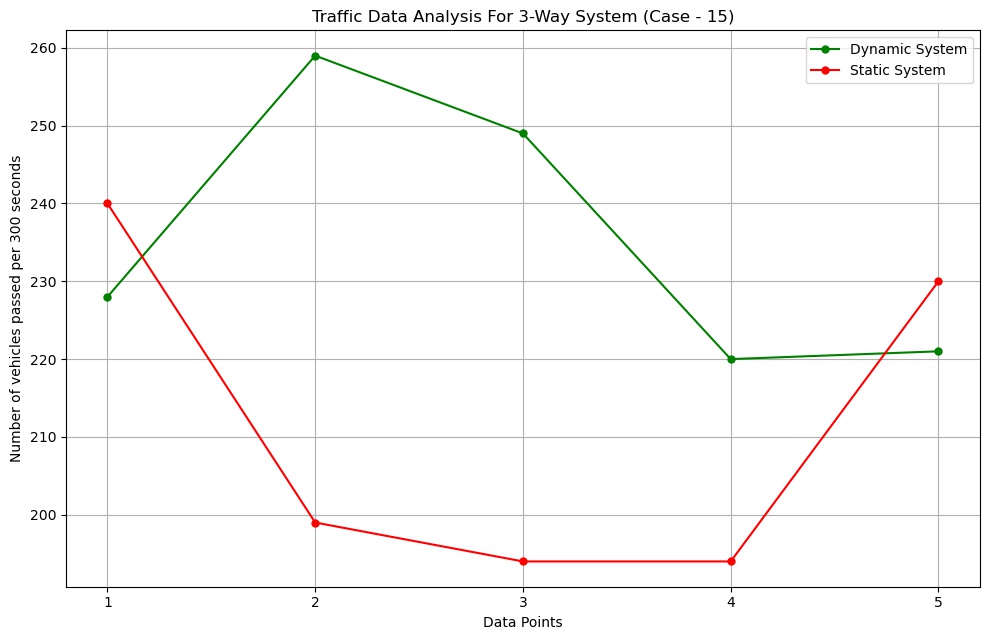 Traffic Data Analysis For 3-Way System (Case - 15)
Dynamic System
Static System
Number of vehicles passed per 300 seconds
260
250
240
230
220
210
200
1 2 3 4 5
Data Points